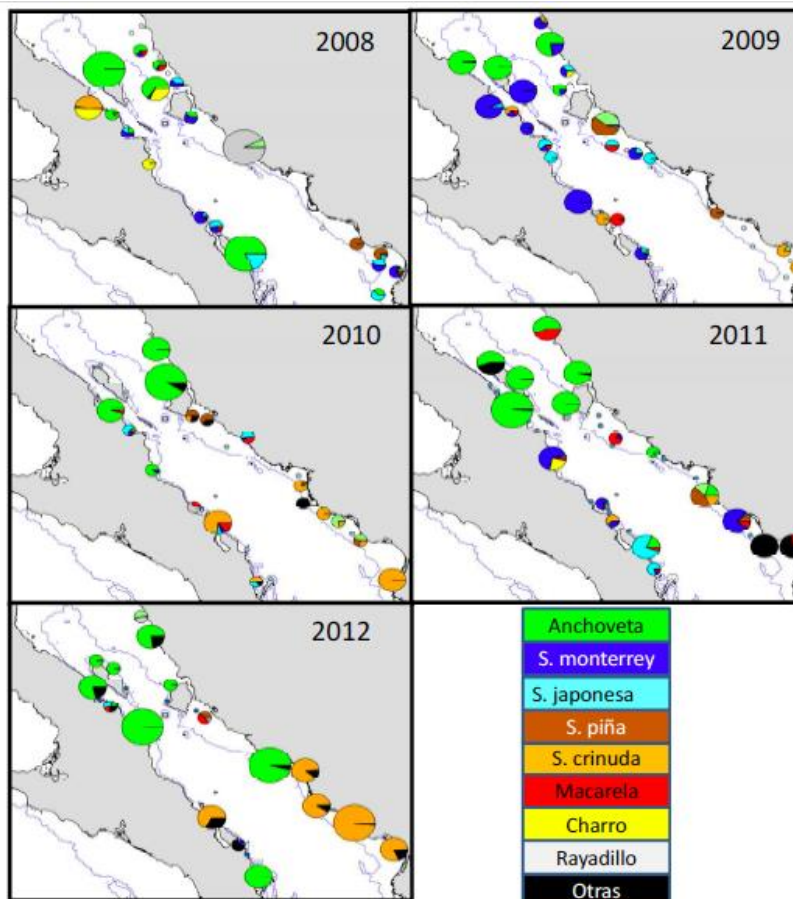 2008
2009
2010
2011
2012
Anchoveta
S. monterrey
S. japonesa
S. piña
S. crinuda
Macarela
Charro
Rayadillo
Otras